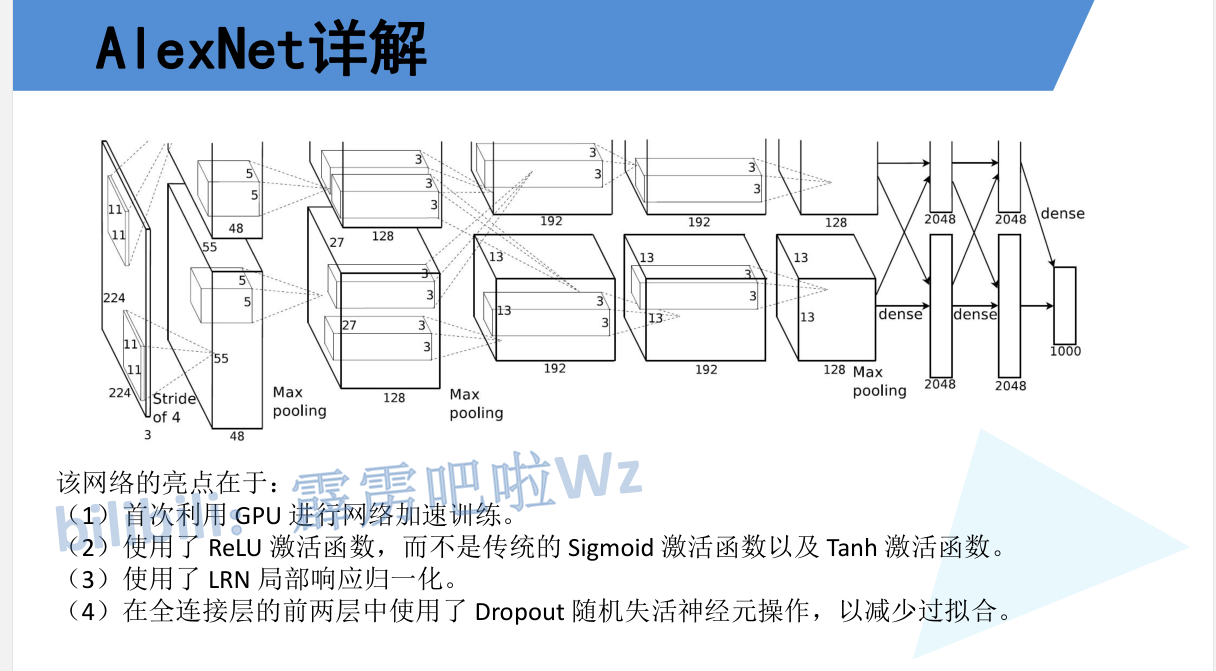 AlexNet详解
3
3
3
5
3
3
3
5
3
3
11
48
192
192
128
2048
2048
dense
11
55
27
128
13
13
13
5
3
3
224
5
3
13
3
3
13
13
dense
dense
27
3
11
55
3
1000
11
192
192
128
Max
pooling
2048
2048
224
Stride
of 4
Max
pooling
128
Max
pooling
3
48
该网络的亮点在于:
(1)首次利用 GPU 进行网络加速训练。
(2)使用了 ReLU 激活函数,而不是传统的 Sigmoid 激活函数以及 Tanh 激活函数。
(3)使用了 LRN 局部响应归一化。
(4)在全连接层的前两层中使用了 Dropout 随机失活神经元操作,以减少过拟合。
bilibili: 霹雳吧啦Wz